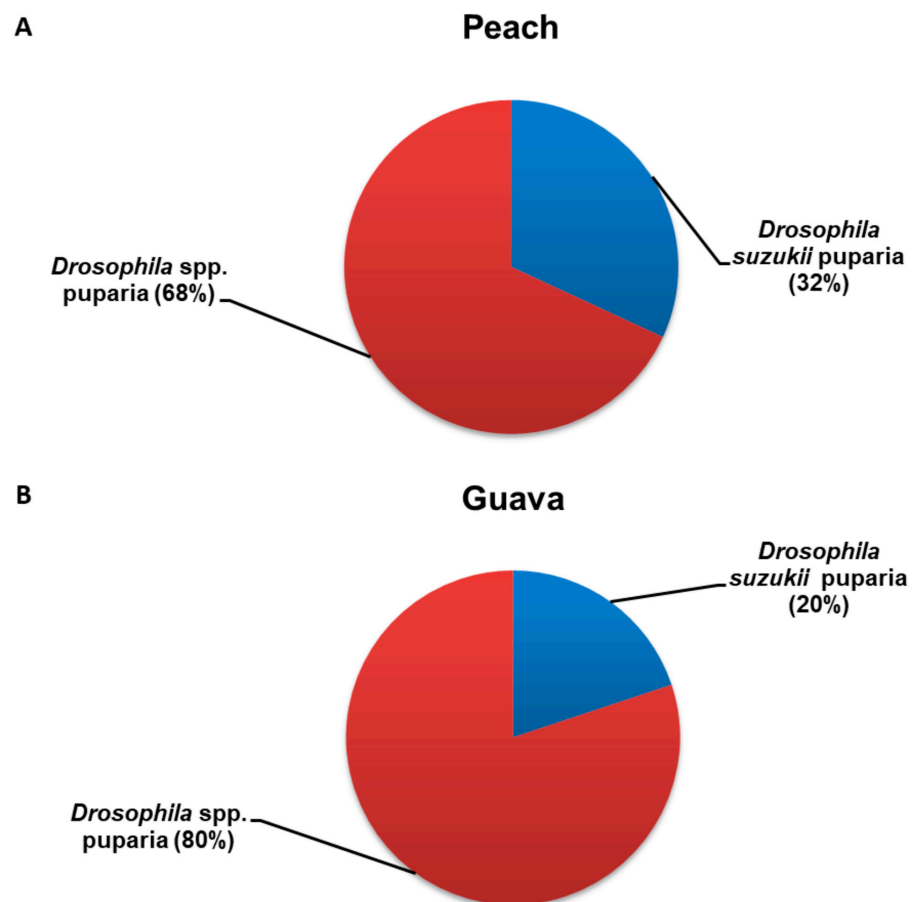 A
Peach
Drosophila
suzukii puparia
(32%)
Drosophila spp.
puparia (68%)
B
Guava
Drosophila
suzukii puparia
(20%)
Drosophila spp.
puparia (80%)